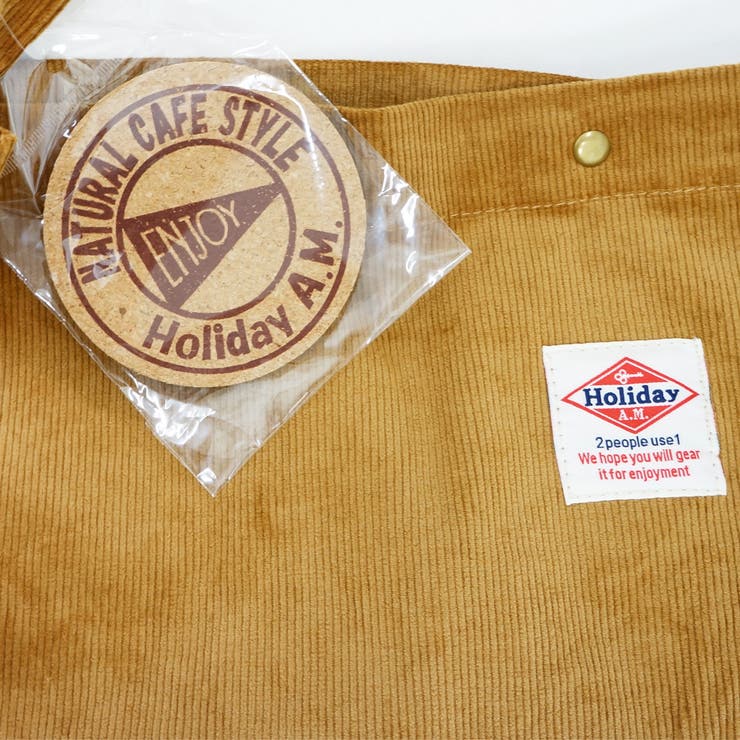 NATURAL CAFE STYLE
ENJOY
Holiday A.M.
Holiday
A.M.
2people use1
We hope you will gear
it for enjoyment